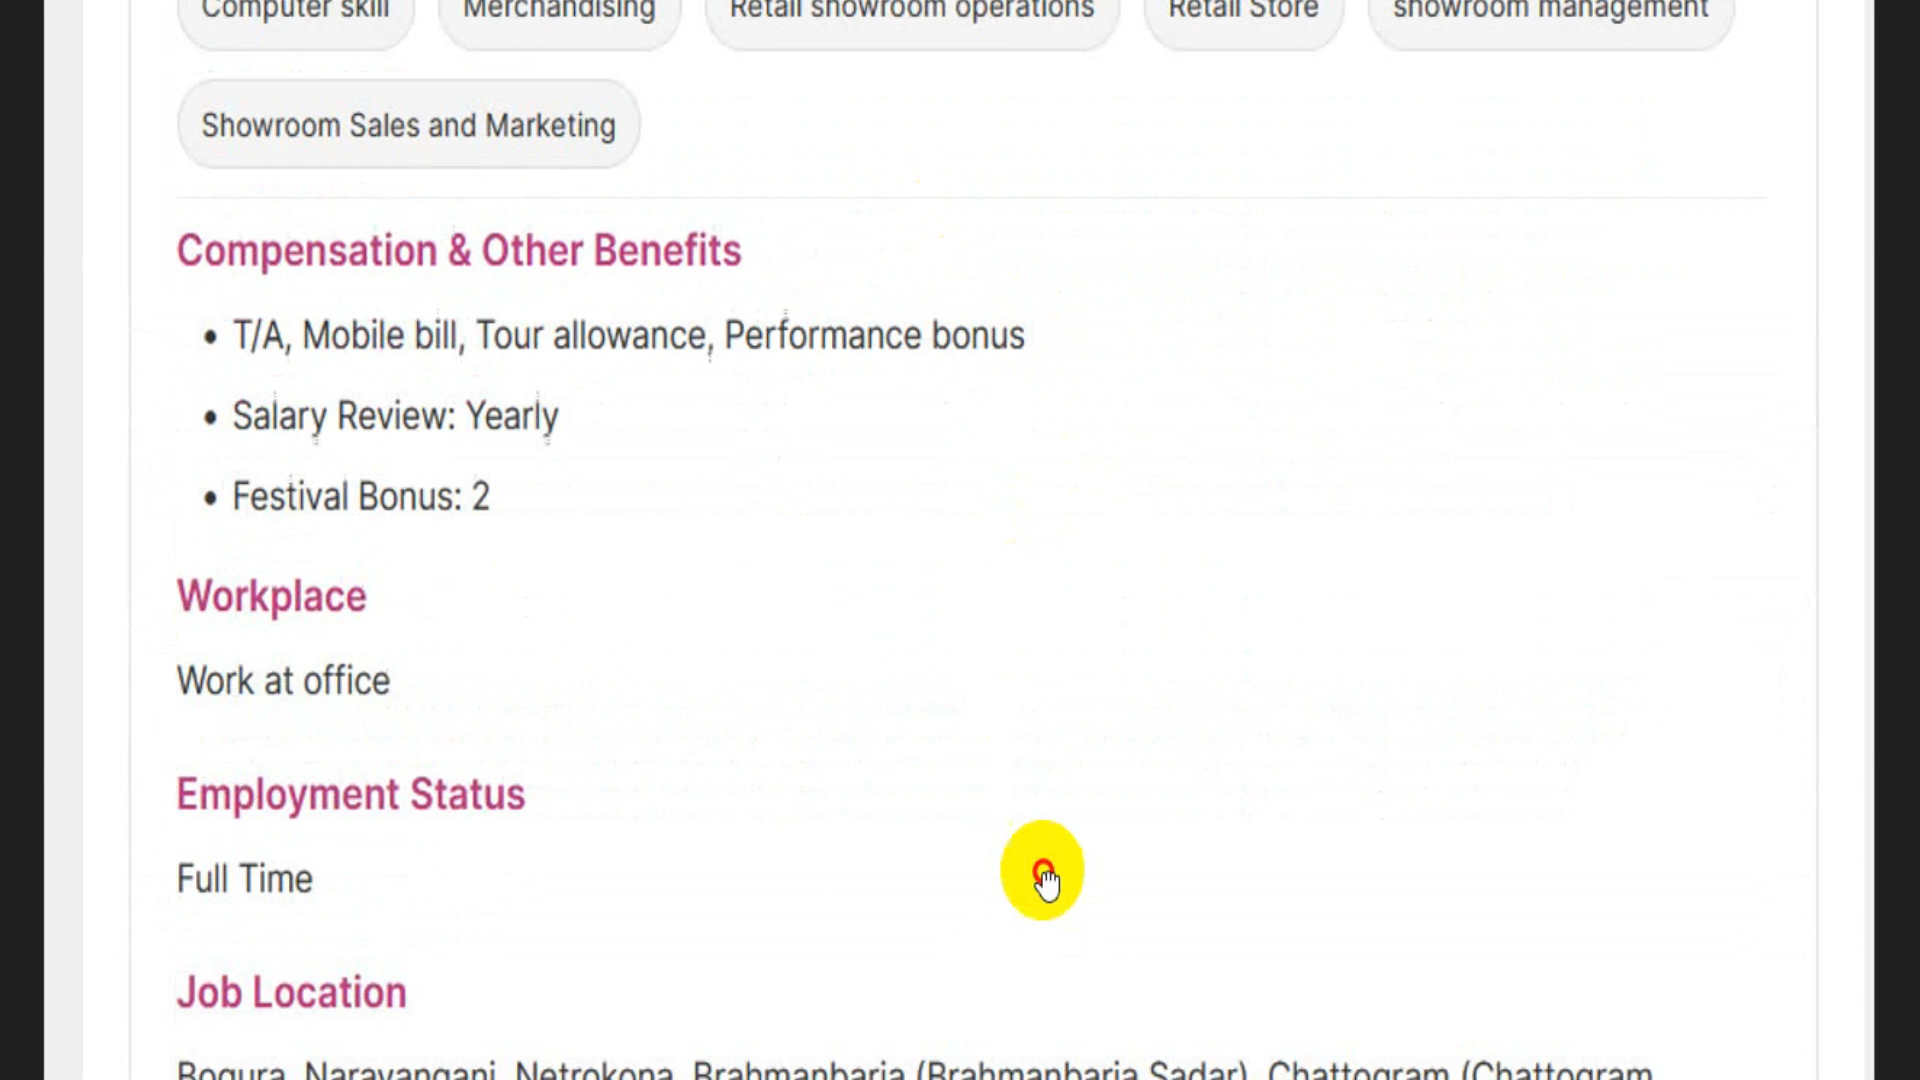 Computer skill Merchandising Retail showroom operations Retail Store showroom management
Showroom Sales and Marketing
Compensation & Other Benefits
• T/A, Mobile bill, Tour allowance, Performance bonus
• Salary Review: Yearly
• Festival Bonus: 2
Workplace
Work at office
Employment Status
Full Time
Job Location
Bogura, Narayanganj, Netrokona, Brahmanbaria (Brahmanbaria Sadar), Chattogram (Chattogram